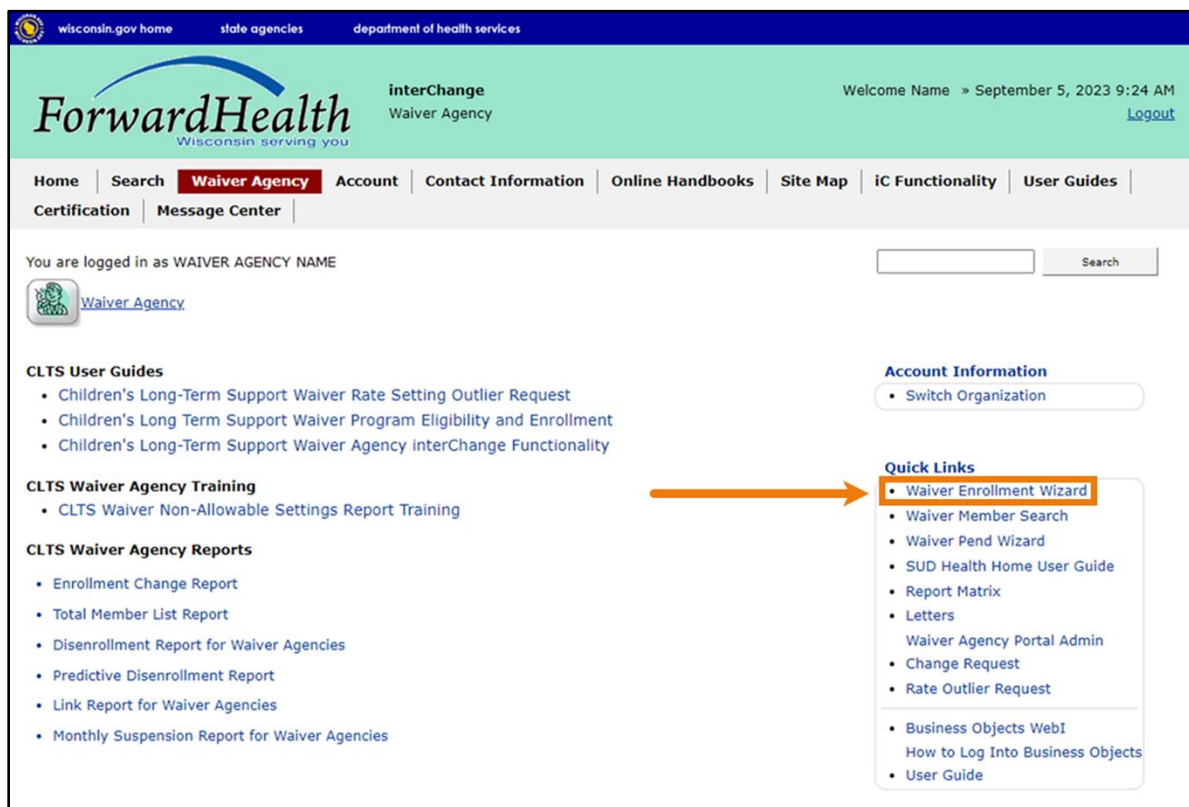 wisconsin.gov home state agencies department of health services
ForwardHealth
Wisconsin serving you
interChange
Waiver Agency
Welcome Name » September 5, 2023 9:24 AM
Logout
Home Search Waiver Agency Account Contact Information Online Handbooks Site Map iC Functionality User Guides
Certification Message Center
You are logged in as WAIVER AGENCY NAME
Search
Waiver Agency
CLTS User Guides
• Children's Long-Term Support Waiver Rate Setting Outlier Request
• Children's Long-Term Support Waiver Program Eligibility and Enrollment
• Children's Long-Term Support Waiver Agency interChange Functionality
CLTS Waiver Agency Training
• CLTS Waiver Non-Allowable Settings Report Training
CLTS Waiver Agency Reports
• Enrollment Change Report
• Total Member List Report
• Disenrollment Report for Waiver Agencies
• Predictive Disenrollment Report
• Link Report for Waiver Agencies
• Monthly Suspension Report for Waiver Agencies
Account Information
• Switch Organization
Quick Links
• Waiver Enrollment Wizard
• Waiver Member Search
• Waiver Pend Wizard
• SUD Health Home User Guide
• Report Matrix
• Letters
Waiver Agency Portal Admin
• Change Request
• Rate Outlier Request
• Business Objects WebI
How to Log Into Business Objects
• User Guide